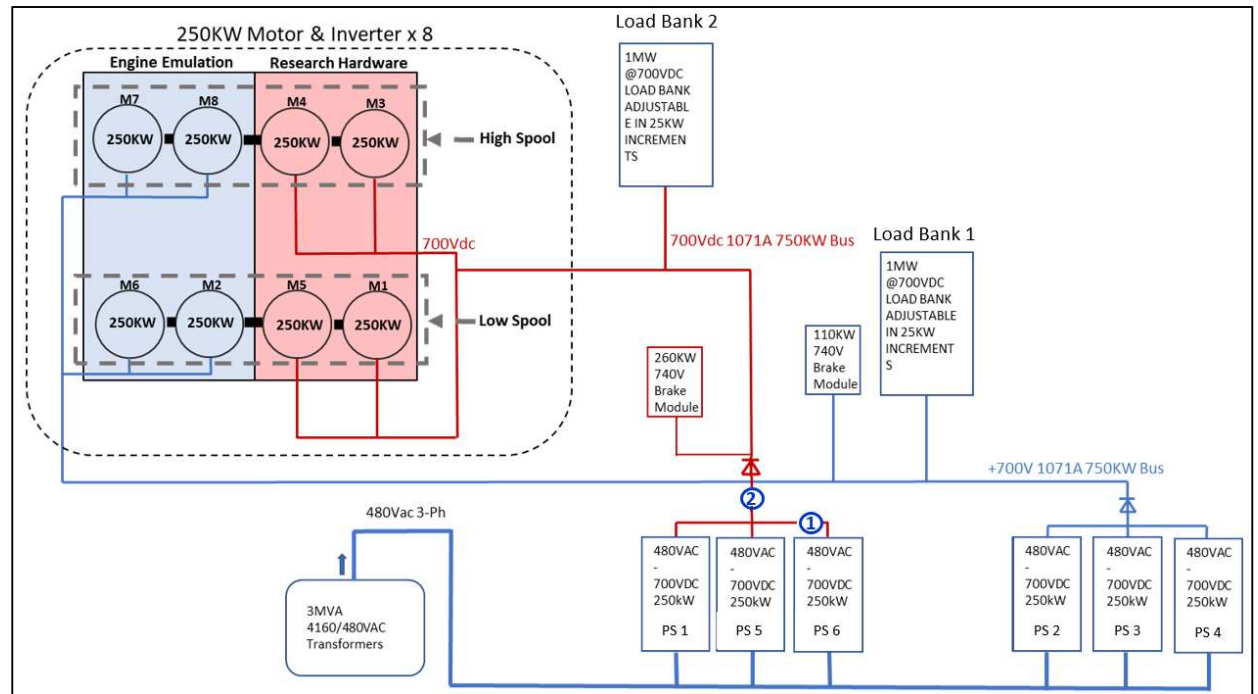 250KW Motor & Inverter x 8
Engine Emulation
Research Hardware
M7
M8
M4
M3
250KW
250KW
250KW
250KW
High Spool
700Vdc
M6
M2
M5
M1
250KW
250KW
250KW
250KW
Low Spool
Load Bank 2
1MW
@700VDC
LOAD BANK
ADJUSTABL
E IN 25KW
INCREMEN
TS
700Vdc 1071A 750KW Bus
Load Bank 1
1MW
@700VDC
LOAD BANK
ADJUSTABLE
IN 25KW
INCREMENT
S
260KW
740V
Brake
Module
110KW
740V
Brake
Module
+700V 1071A 750KW Bus
2
1
480Vac 3-Ph
3MVA
4160/480VAC
Transformers
480VAC
-
700VDC
250kW
PS 1
480VAC
-
700VDC
250kW
PS 5
480VAC
-
700VDC
250kW
PS 6
480VAC
-
700VDC
250kW
PS 2
480VAC
-
700VDC
250kW
PS 3
480VAC
-
700VDC
250kW
PS 4